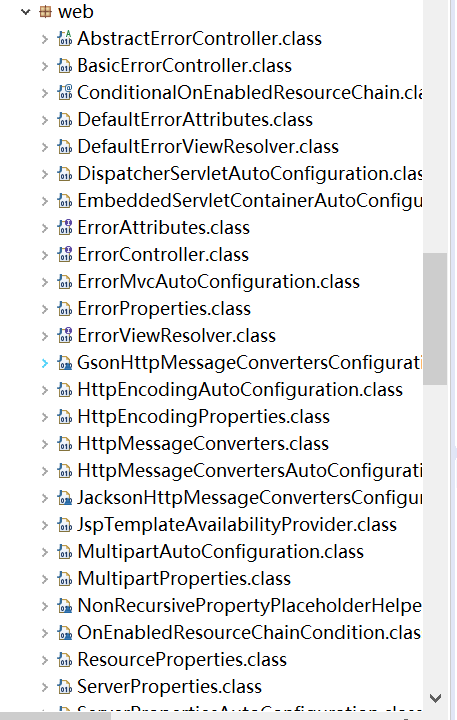 web
AbstractErrorController.class
BasicErrorController.class
ConditionalOnEnabledResourceChain.cla
DefaultErrorAttributes.class
DefaultErrorViewResolver.class
DispatcherServletAutoConfiguration.clas
EmbeddedServletContainerAutoConfigu
ErrorAttributes.class
ErrorController.class
ErrorMvcAutoConfiguration.class
ErrorProperties.class
ErrorViewResolver.class
GsonHttpMessageConvertersConfigurati
HttpEncodingAutoConfiguration.class
HttpEncodingProperties.class
HttpMessageConverters.class
HttpMessageConvertersAutoConfigurati
JacksonHttpMessageConvertersConfigur
JspTemplateAvailabilityProvider.class
MultipartAutoConfiguration.class
MultipartProperties.class
NonRecursivePropertyPlaceholderHelpe
OnEnabledResourceChainCondition.clas
ResourceProperties.class
ServerProperties.class
ServerPropertiesAutoConfiguration.class